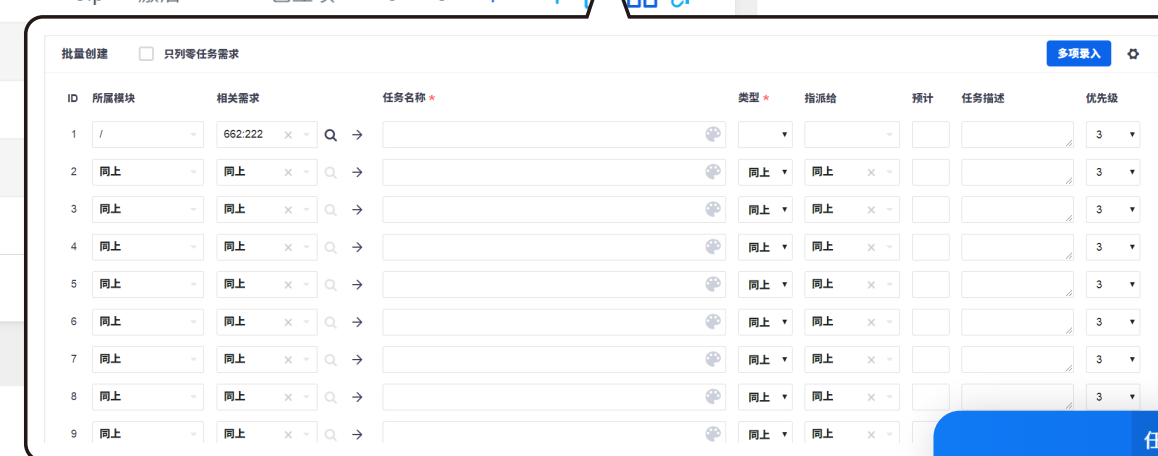 批量创建 只列零任务需求 多项录入
ID 所属模块 相关需求 任务名称 * 类型 * 指派给 预计 任务描述 优先级
1 / 662:222 3
2 同上 同上 同上 同上 3
3 同上 同上 同上 同上 3
4 同上 同上 同上 同上 3
5 同上 同上 同上 同上 3
6 同上 同上 同上 同上 3
7 同上 同上 同上 同上 3
8 同上 同上 同上 同上 3
9 同上 同上 同上 同上